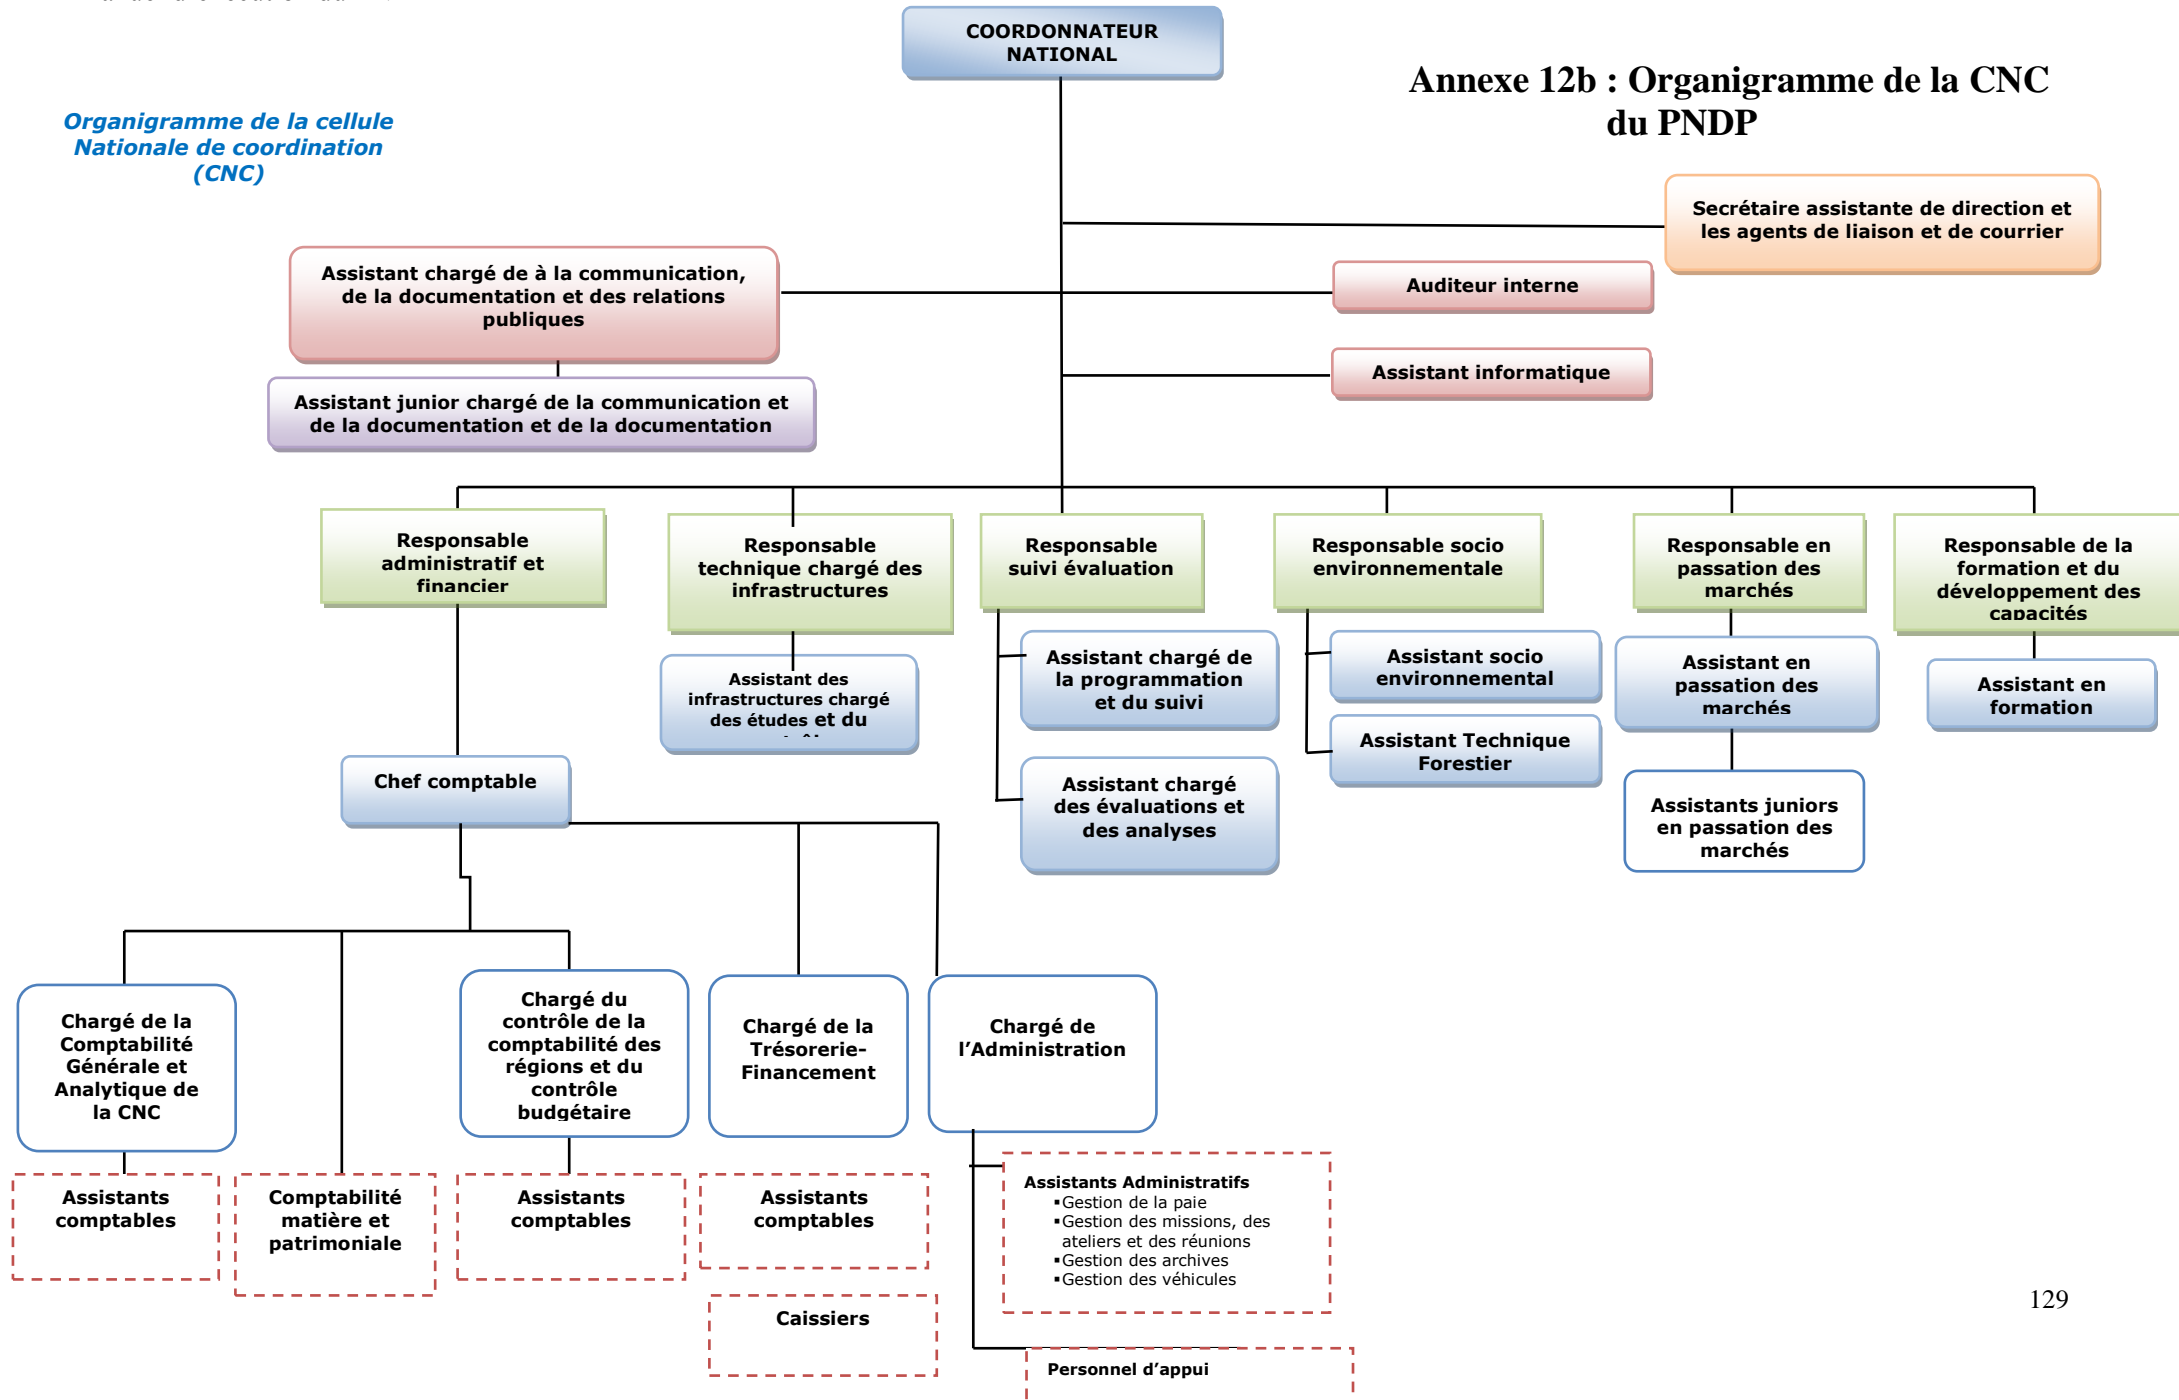 COORDONNATEUR
NATIONAL
Annexe 12b : Organigramme de la CNC
du PNDP
Organigramme de la cellule
Nationale de coordination
(CNC)
Secrétaire assistante de direction et
les agents de liaison et de courrier
Assistant chargé de à la communication,
de la documentation et des relations
publiques
Auditeur interne
Assistant informatique
Assistant junior chargé de la communication et
de la documentation et de la documentation
Responsable
administratif et
financier
Responsable
technique chargé des
infrastructures
Responsable
suivi évaluation
Responsable socio
environnementale
Responsable en
passation des
marchés
Responsable de la
formation et du
développement des
capacités
Assistant des
infrastructures chargé
des études et du
Assistant chargé de
la programmation
et du suivi
Assistant socio
environnemental
Assistant en
passation des
marchés
Assistant en
formation
Assistant Technique
Forestier
Chef comptable
Assistant chargé
des évaluations et
des analyses
Assistants juniors
en passation des
marchés
Chargé de la
Comptabilité
Générale et
Analytique de
la CNC
Chargé du
contrôle de la
comptabilité des
régions et du
contrôle
budgétaire
Chargé de la
Trésorerie-
Financement
Chargé de
l'Administration
Assistants
comptables
Comptabilité
matière et
patrimoniale
Assistants
comptables
Assistants
comptables
Assistants Administratifs
▪Gestion de la paie
▪Gestion des missions, des
ateliers et des réunions
▪Gestion des archives
▪Gestion des véhicules
Caissiers
Personnel d'appui
129